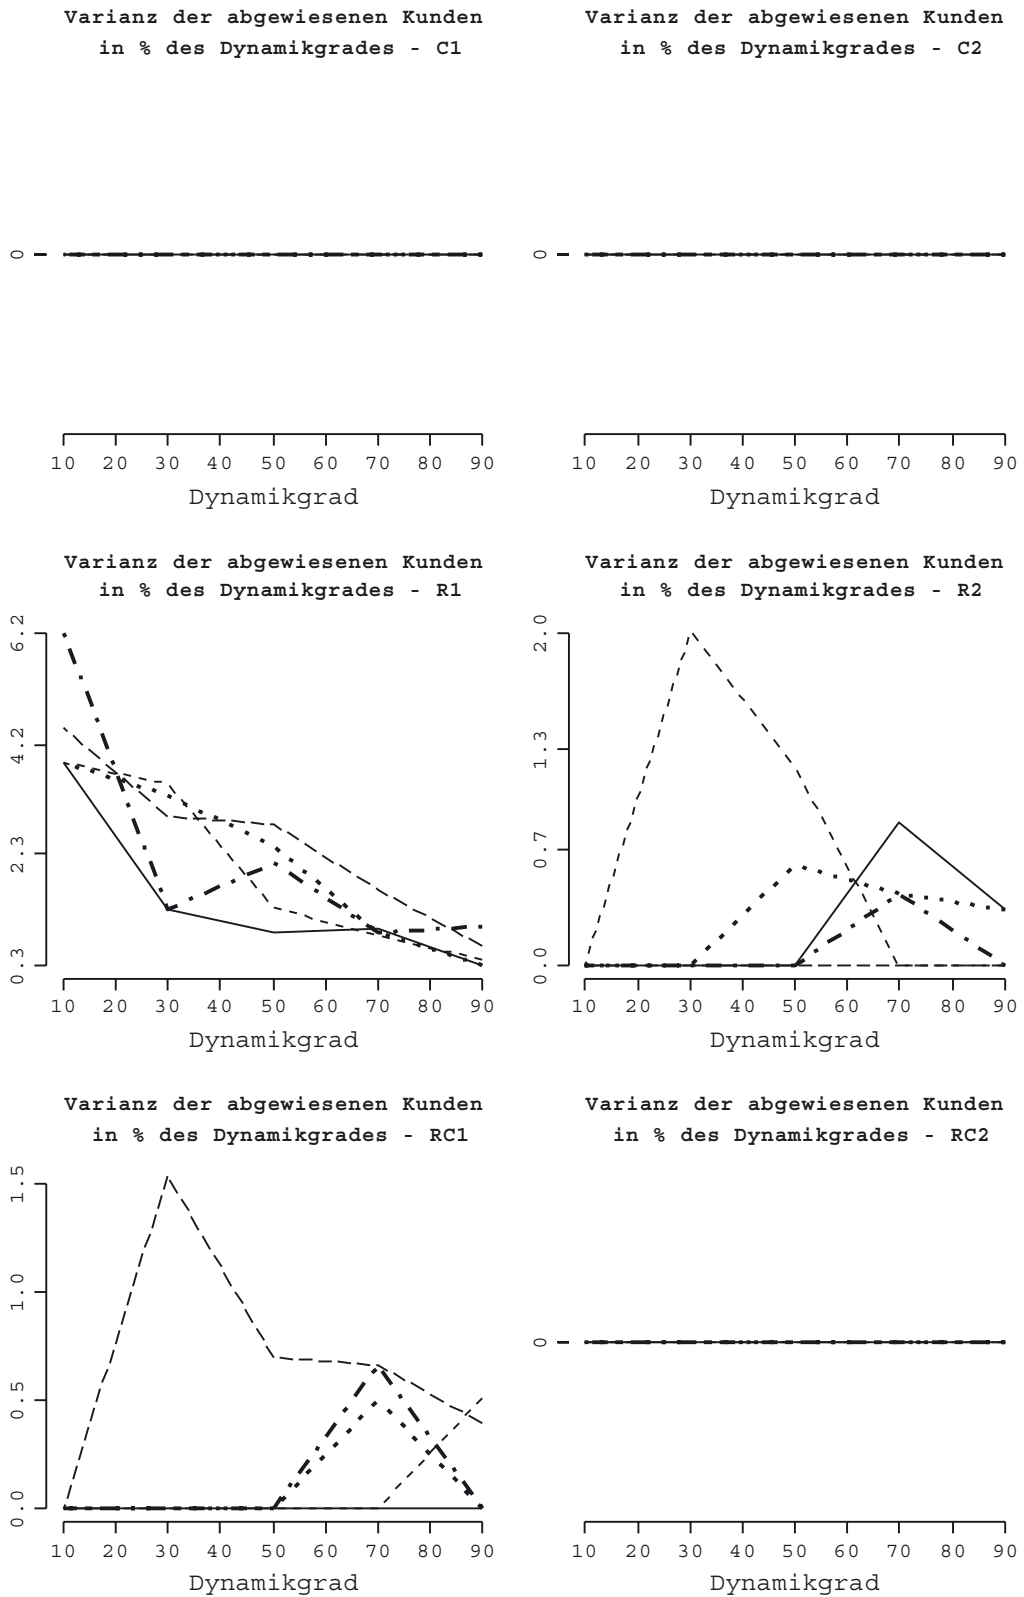 Varianz der abgewiesenen Kunden
in % des Dynamikgrades - C1
0
10 20 30 40 50 60 70 80 90
Dynamikgrad
Varianz der abgewiesenen Kunden
in % des Dynamikgrades - C2
0
10 20 30 40 50 60 70 80 90
Dynamikgrad
Varianz der abgewiesenen Kunden
in % des Dynamikgrades - R1
6.2
4.2
2.3
0.3
10 20 30 40 50 60 70 80 90
Dynamikgrad
Varianz der abgewiesenen Kunden
in % des Dynamikgrades - R2
2.0
1.3
0.7
0.0
10 20 30 40 50 60 70 80 90
Dynamikgrad
Varianz der abgewiesenen Kunden
in % des Dynamikgrades - RC1
1.5
1.0
0.5
0.0
10 20 30 40 50 60 70 80 90
Dynamikgrad
Varianz der abgewiesenen Kunden
in % des Dynamikgrades - RC2
0
10 20 30 40 50 60 70 80 90
Dynamikgrad